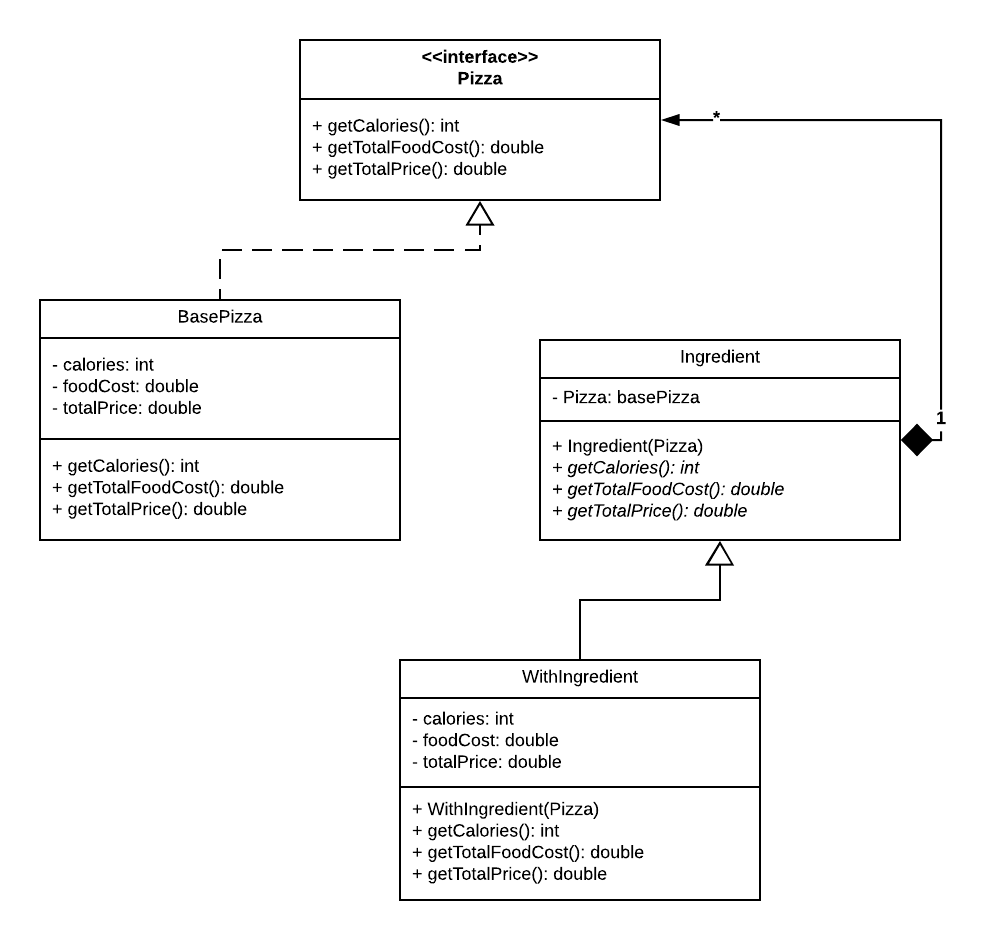 <<interface>>
Pizza
+ getCalories(): int
+ getTotalFoodCost(): double
+ getTotalPrice(): double
*
BasePizza
- calories: int
- foodCost: double
- totalPrice: double
+ getCalories(): int
+ getTotalFoodCost(): double
+ getTotalPrice(): double
Ingredient
- Pizza: basePizza
+ Ingredient(Pizza)
+ getCalories(): int
+ getTotalFoodCost(): double
+ getTotalPrice(): double
1
WithIngredient
- calories: int
- foodCost: double
- totalPrice: double
+ WithIngredient(Pizza)
+ getCalories(): int
+ getTotalFoodCost(): double
+ getTotalPrice(): double